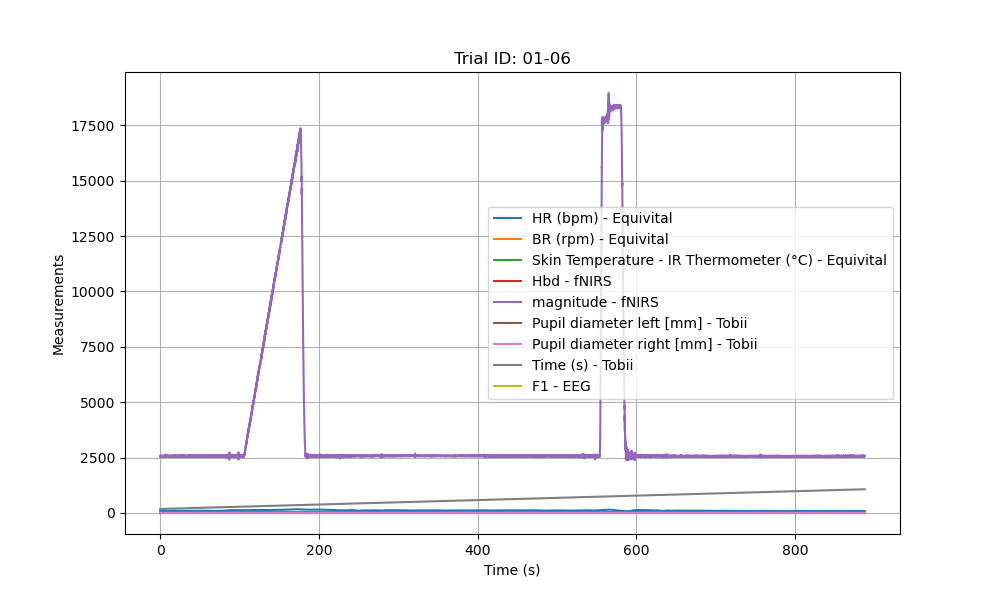 Trial ID: 01-06
17500
15000
12500
10000
7500
5000
2500
0
Measurements
HR (bpm) - Equivital
BR (rpm) - Equivital
Skin Temperature - IR Thermometer (°C) - Equivital
Hbd - fNIRS
magnitude - fNIRS
Pupil diameter left [mm] - Tobii
Pupil diameter right [mm] - Tobii
Time (s) - Tobii
F1 - EEG
0 200 400 600 800
Time (s)